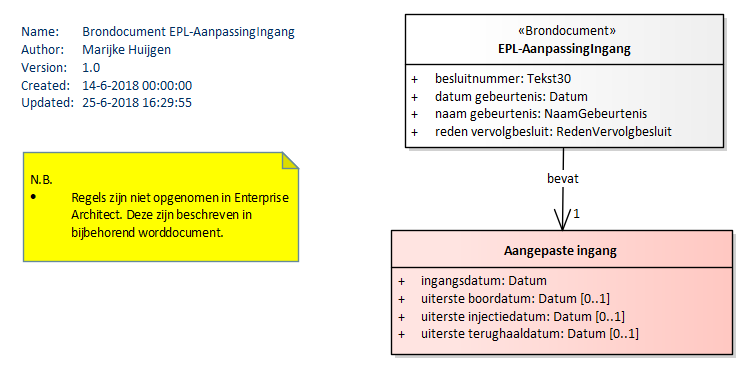 Name: Brondocument EPL-AanpassingIngang
Author: Marijke Huijgen
Version: 1.0
Created: 14-6-2018 00:00:00
Updated: 25-6-2018 16:29:55
N.B.
• Regels zijn niet opgenomen in Enterprise
Architect. Deze zijn beschreven in
bijbehorend worddocument.
«Brondocument»
EPL-AanpassingIngang
+ besluitnummer: Tekst30
+ datum gebeurtenis: Datum
+ naam gebeurtenis: NaamGebeurtenis
+ reden vervolgbesluit: RedenVervolgbesluit
bevat
1
Aangepaste ingang
+ ingangsdatum: Datum
+ uiterste boordatum: Datum [0..1]
+ uiterste injectiedatum: Datum [0..1]
+ uiterste terughaaldatum: Datum [0..1]